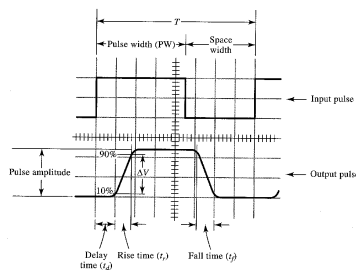 T
Pulse width (PW)
Space
width
Input pulse
90%
Pulse amplitude
ΔV
10%
Output puls
Delay
time (t_d)
Rise time (t_r)
Fall time (t_f)